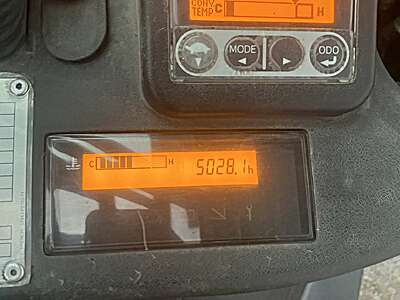 CONV
TEMP C H
MODE ODO
C H 5028.1h